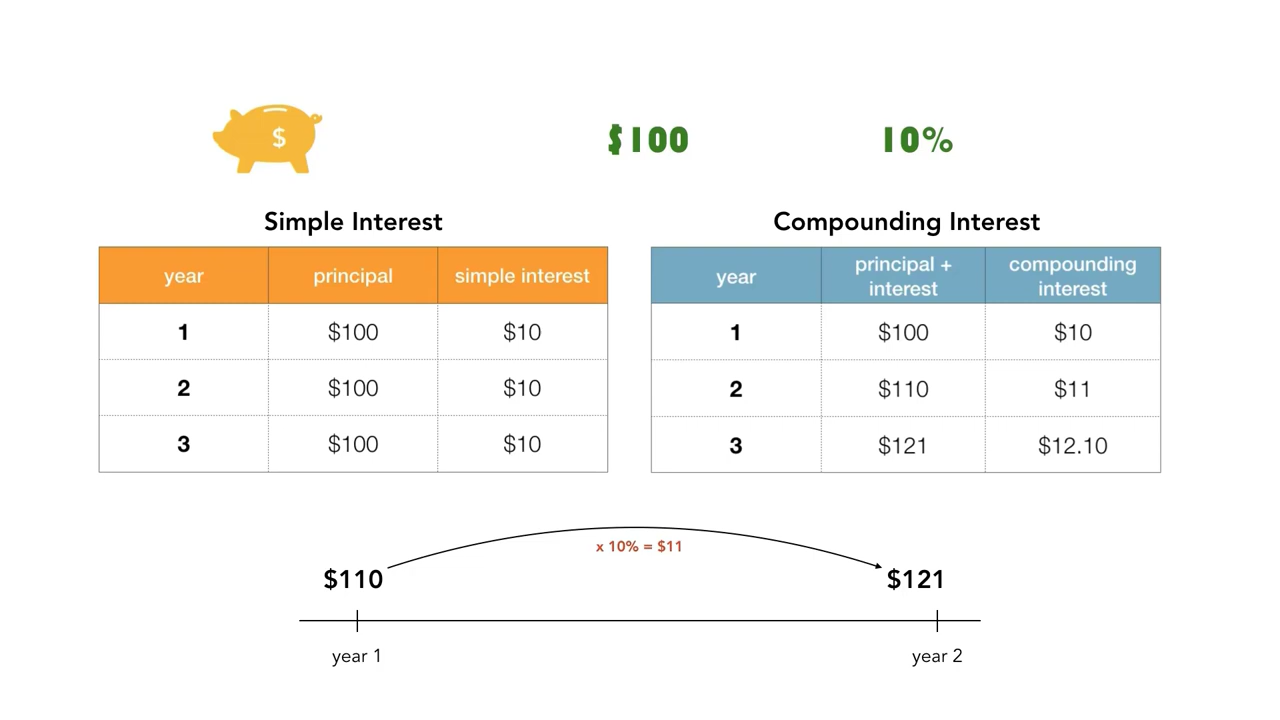 $
$100
10%
Simple Interest
year principal simple interest
1 $100 $10
2 $100 $10
3 $100 $10
Compounding Interest
year principal + interest compounding interest
1 $100 $10
2 $110 $11
3 $121 $12.10
x 10% = $11
$110
$121
year 1
year 2